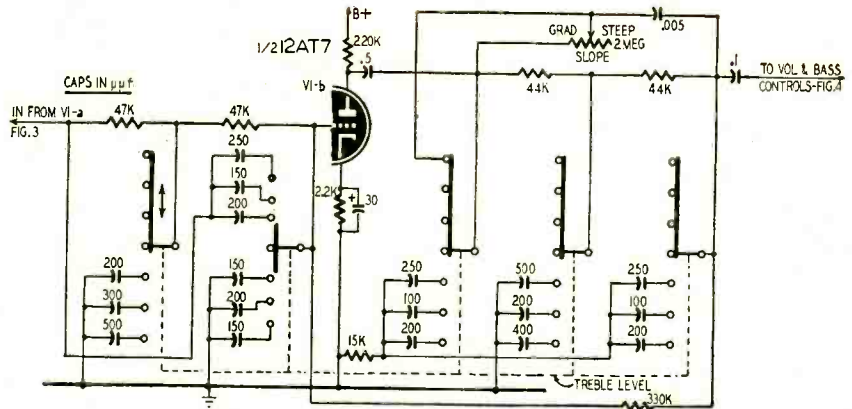 B+
220K
1/2 12AT7
.5
V1-b
GRAD STEEP
2MEG
SLOPE
.005
44K
44K
.1
TO VOL & BASS
CONTROLS-FIG.4
CAPS IN μμf
IN FROM V1-a
FIG.3
47K
47K
250
150
200
2.2K
+
30
200
300
500
150
200
150
15K
250
100
200
500
200
400
250
100
200
TREBLE LEVEL
330K